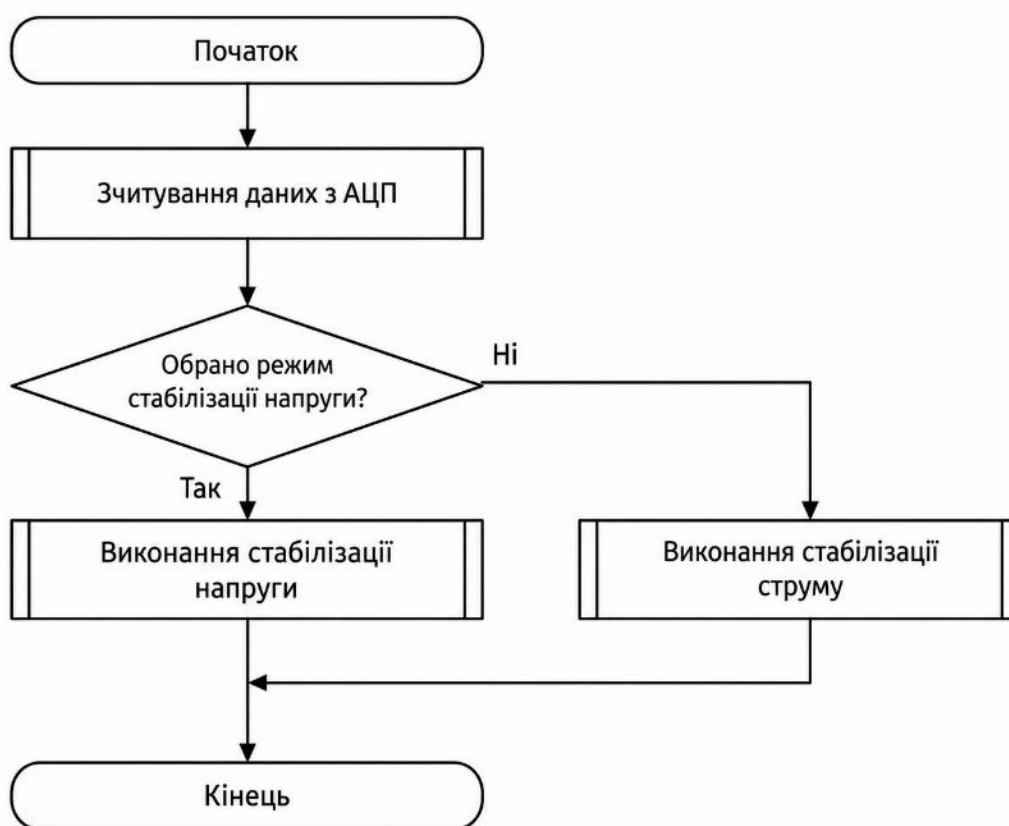 Початок
Зчитування даних з АЦП
Обрано режим
стабілізації напруги?
Ні
Так
Виконання стабілізації
напруги
Виконання стабілізації
струму
Кінець